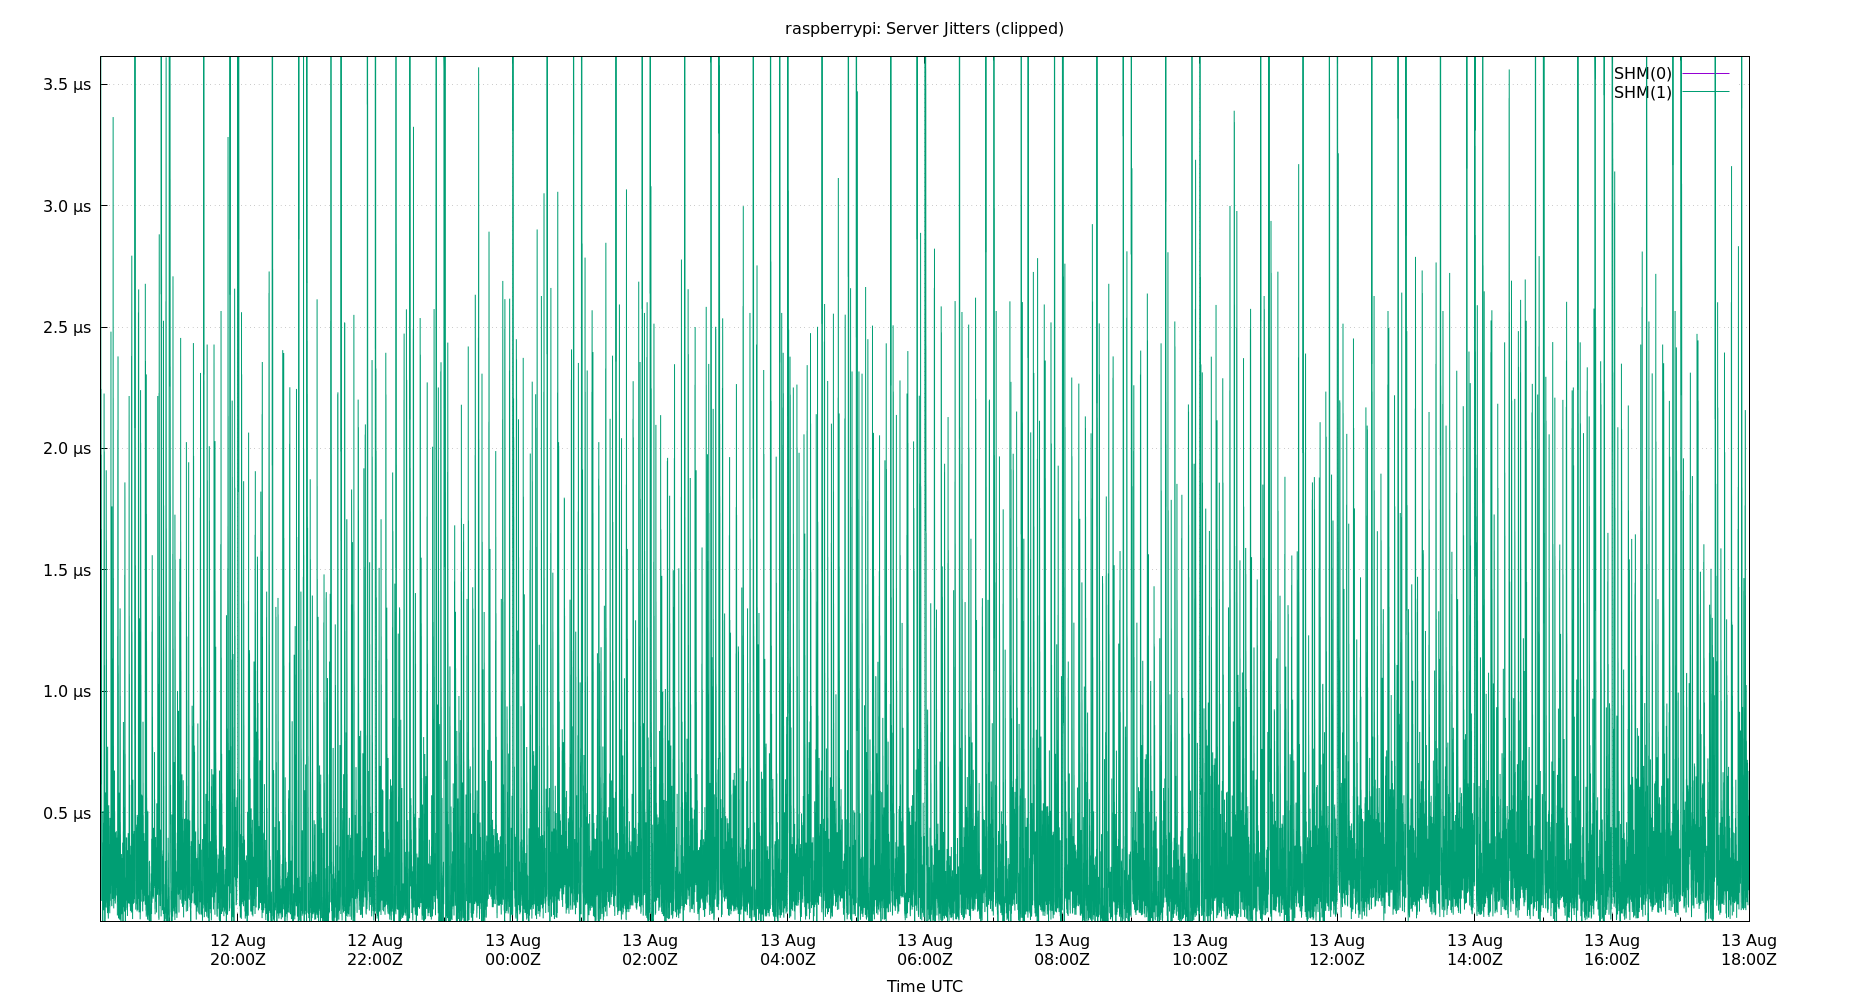 raspberrypi: Server Jitters (clipped)
SHM(0)
SHM(1)
3.5 µs
3.0 µs
2.5 µs
2.0 µs
1.5 µs
1.0 µs
0.5 µs
12 Aug 12 Aug 13 Aug 13 Aug 13 Aug 13 Aug 13 Aug 13 Aug 13 Aug 13 Aug 13 Aug 13 Aug
20:00Z 22:00Z 00:00Z 02:00Z 04:00Z 06:00Z 08:00Z 10:00Z 12:00Z 14:00Z 16:00Z 18:00Z
Time UTC